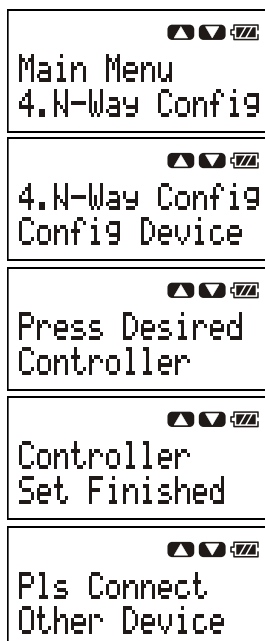 Main Menu
4.N-Way Config
4.N-Way Config
Config Device
Press Desired
Controller
Controller
Set Finished
Pls Connect
Other Device